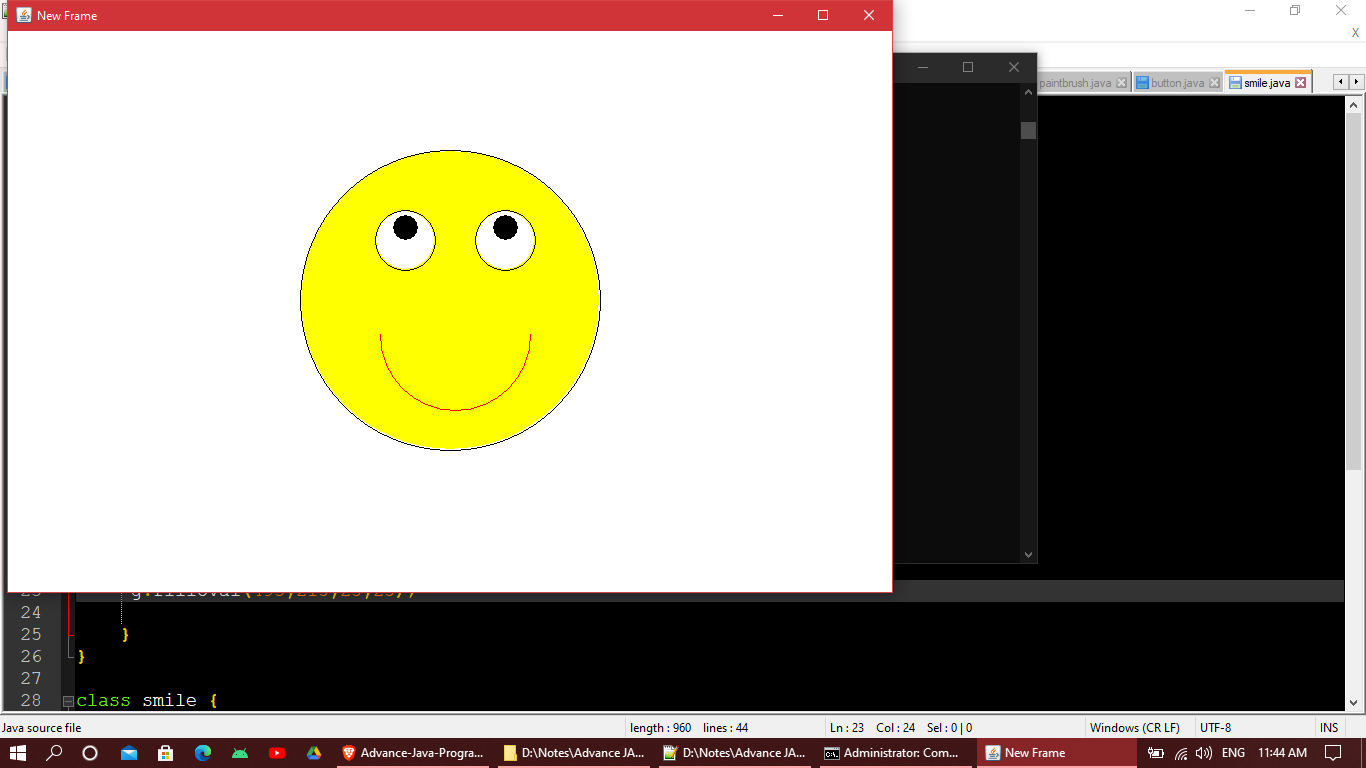 New Frame
X
paintbrush.java
button.java
smile.java
24
25 }
26 }
27
28 class smile {
Java source file
length : 960 lines : 44
Ln : 23 Col : 24 Sel : 0 | 0
Windows (CR LF)
UTF-8
INS
Advance-Java-Progra...
D:\Notes\Advance JA...
D:\Notes\Advance JA...
Administrator: Com...
New Frame
ENG
11:44 AM